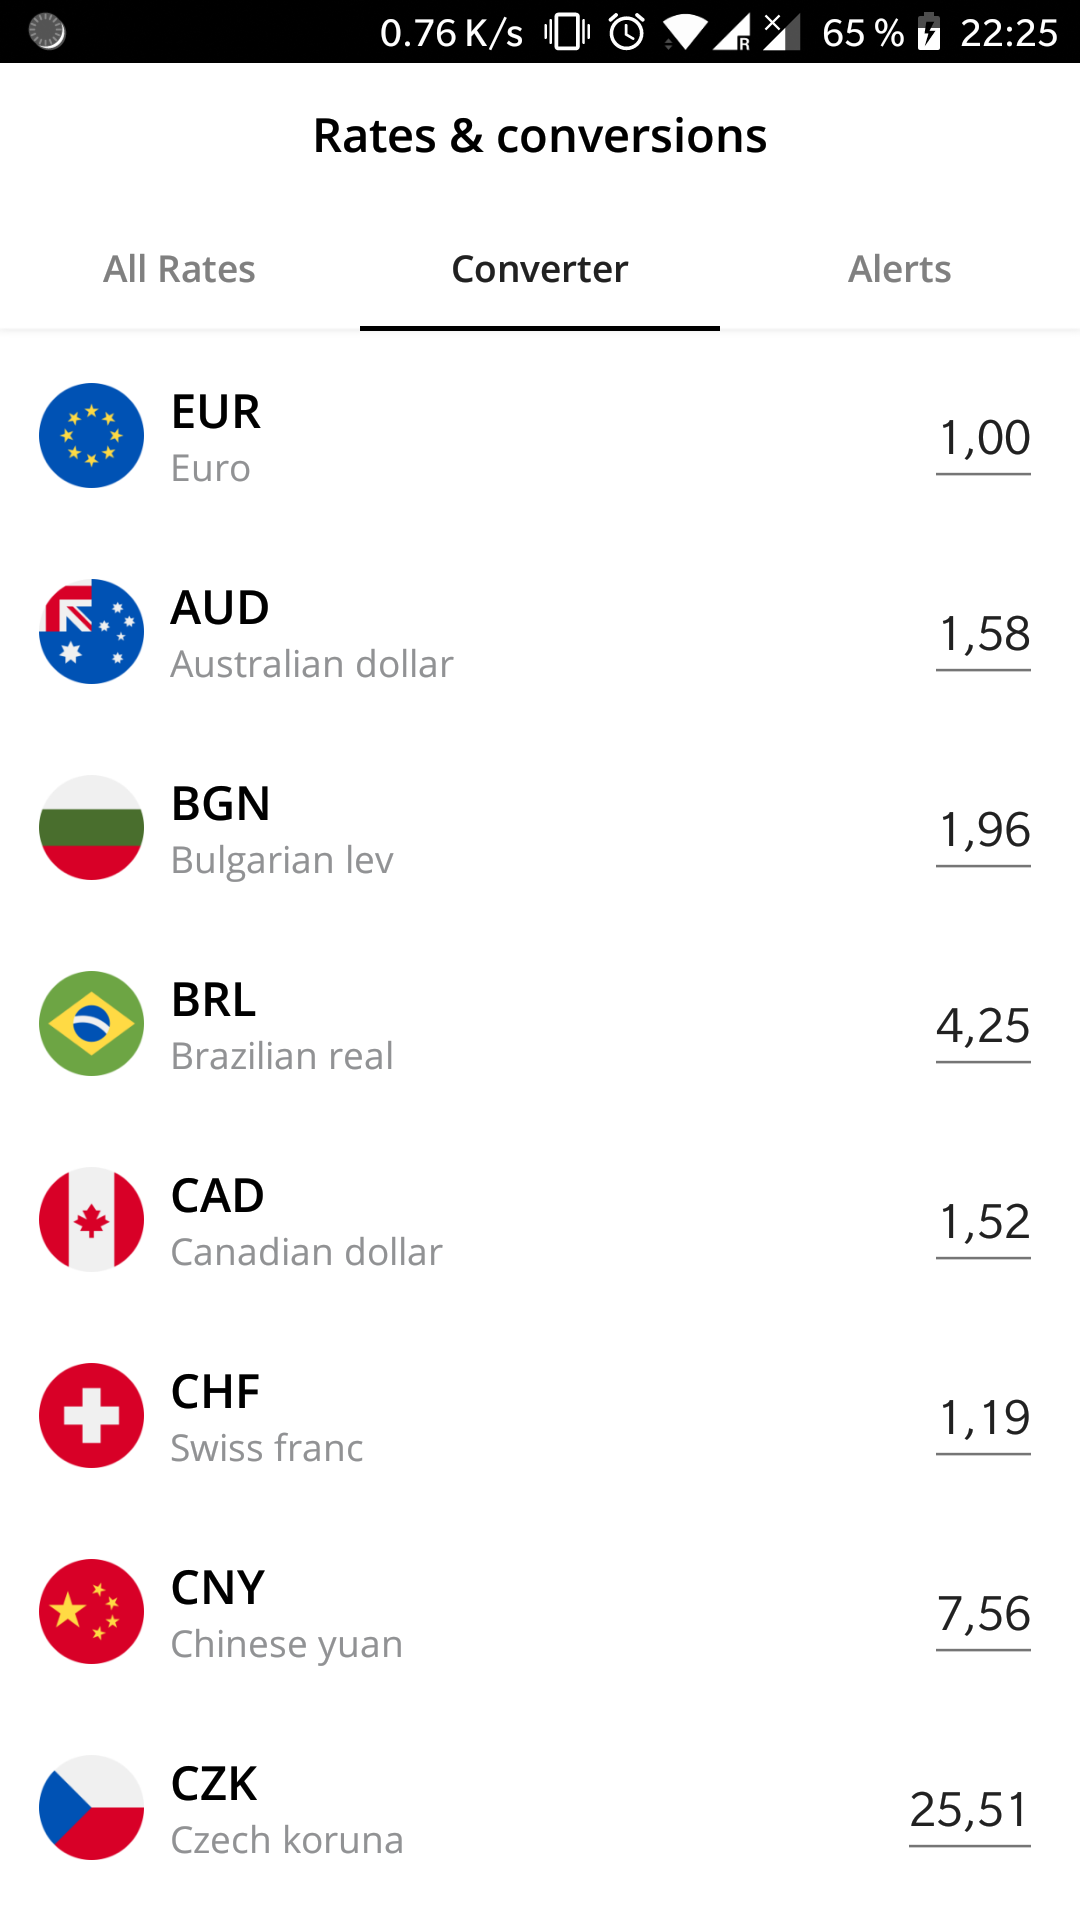 0.76 K/s R 65 % 22:25
Rates & conversions
All Rates Converter Alerts
EUR
Euro
1,00
AUD
Australian dollar
1,58
BGN
Bulgarian lev
1,96
BRL
Brazilian real
4,25
CAD
Canadian dollar
1,52
CHF
Swiss franc
1,19
CNY
Chinese yuan
7,56
CZK
Czech koruna
25,51